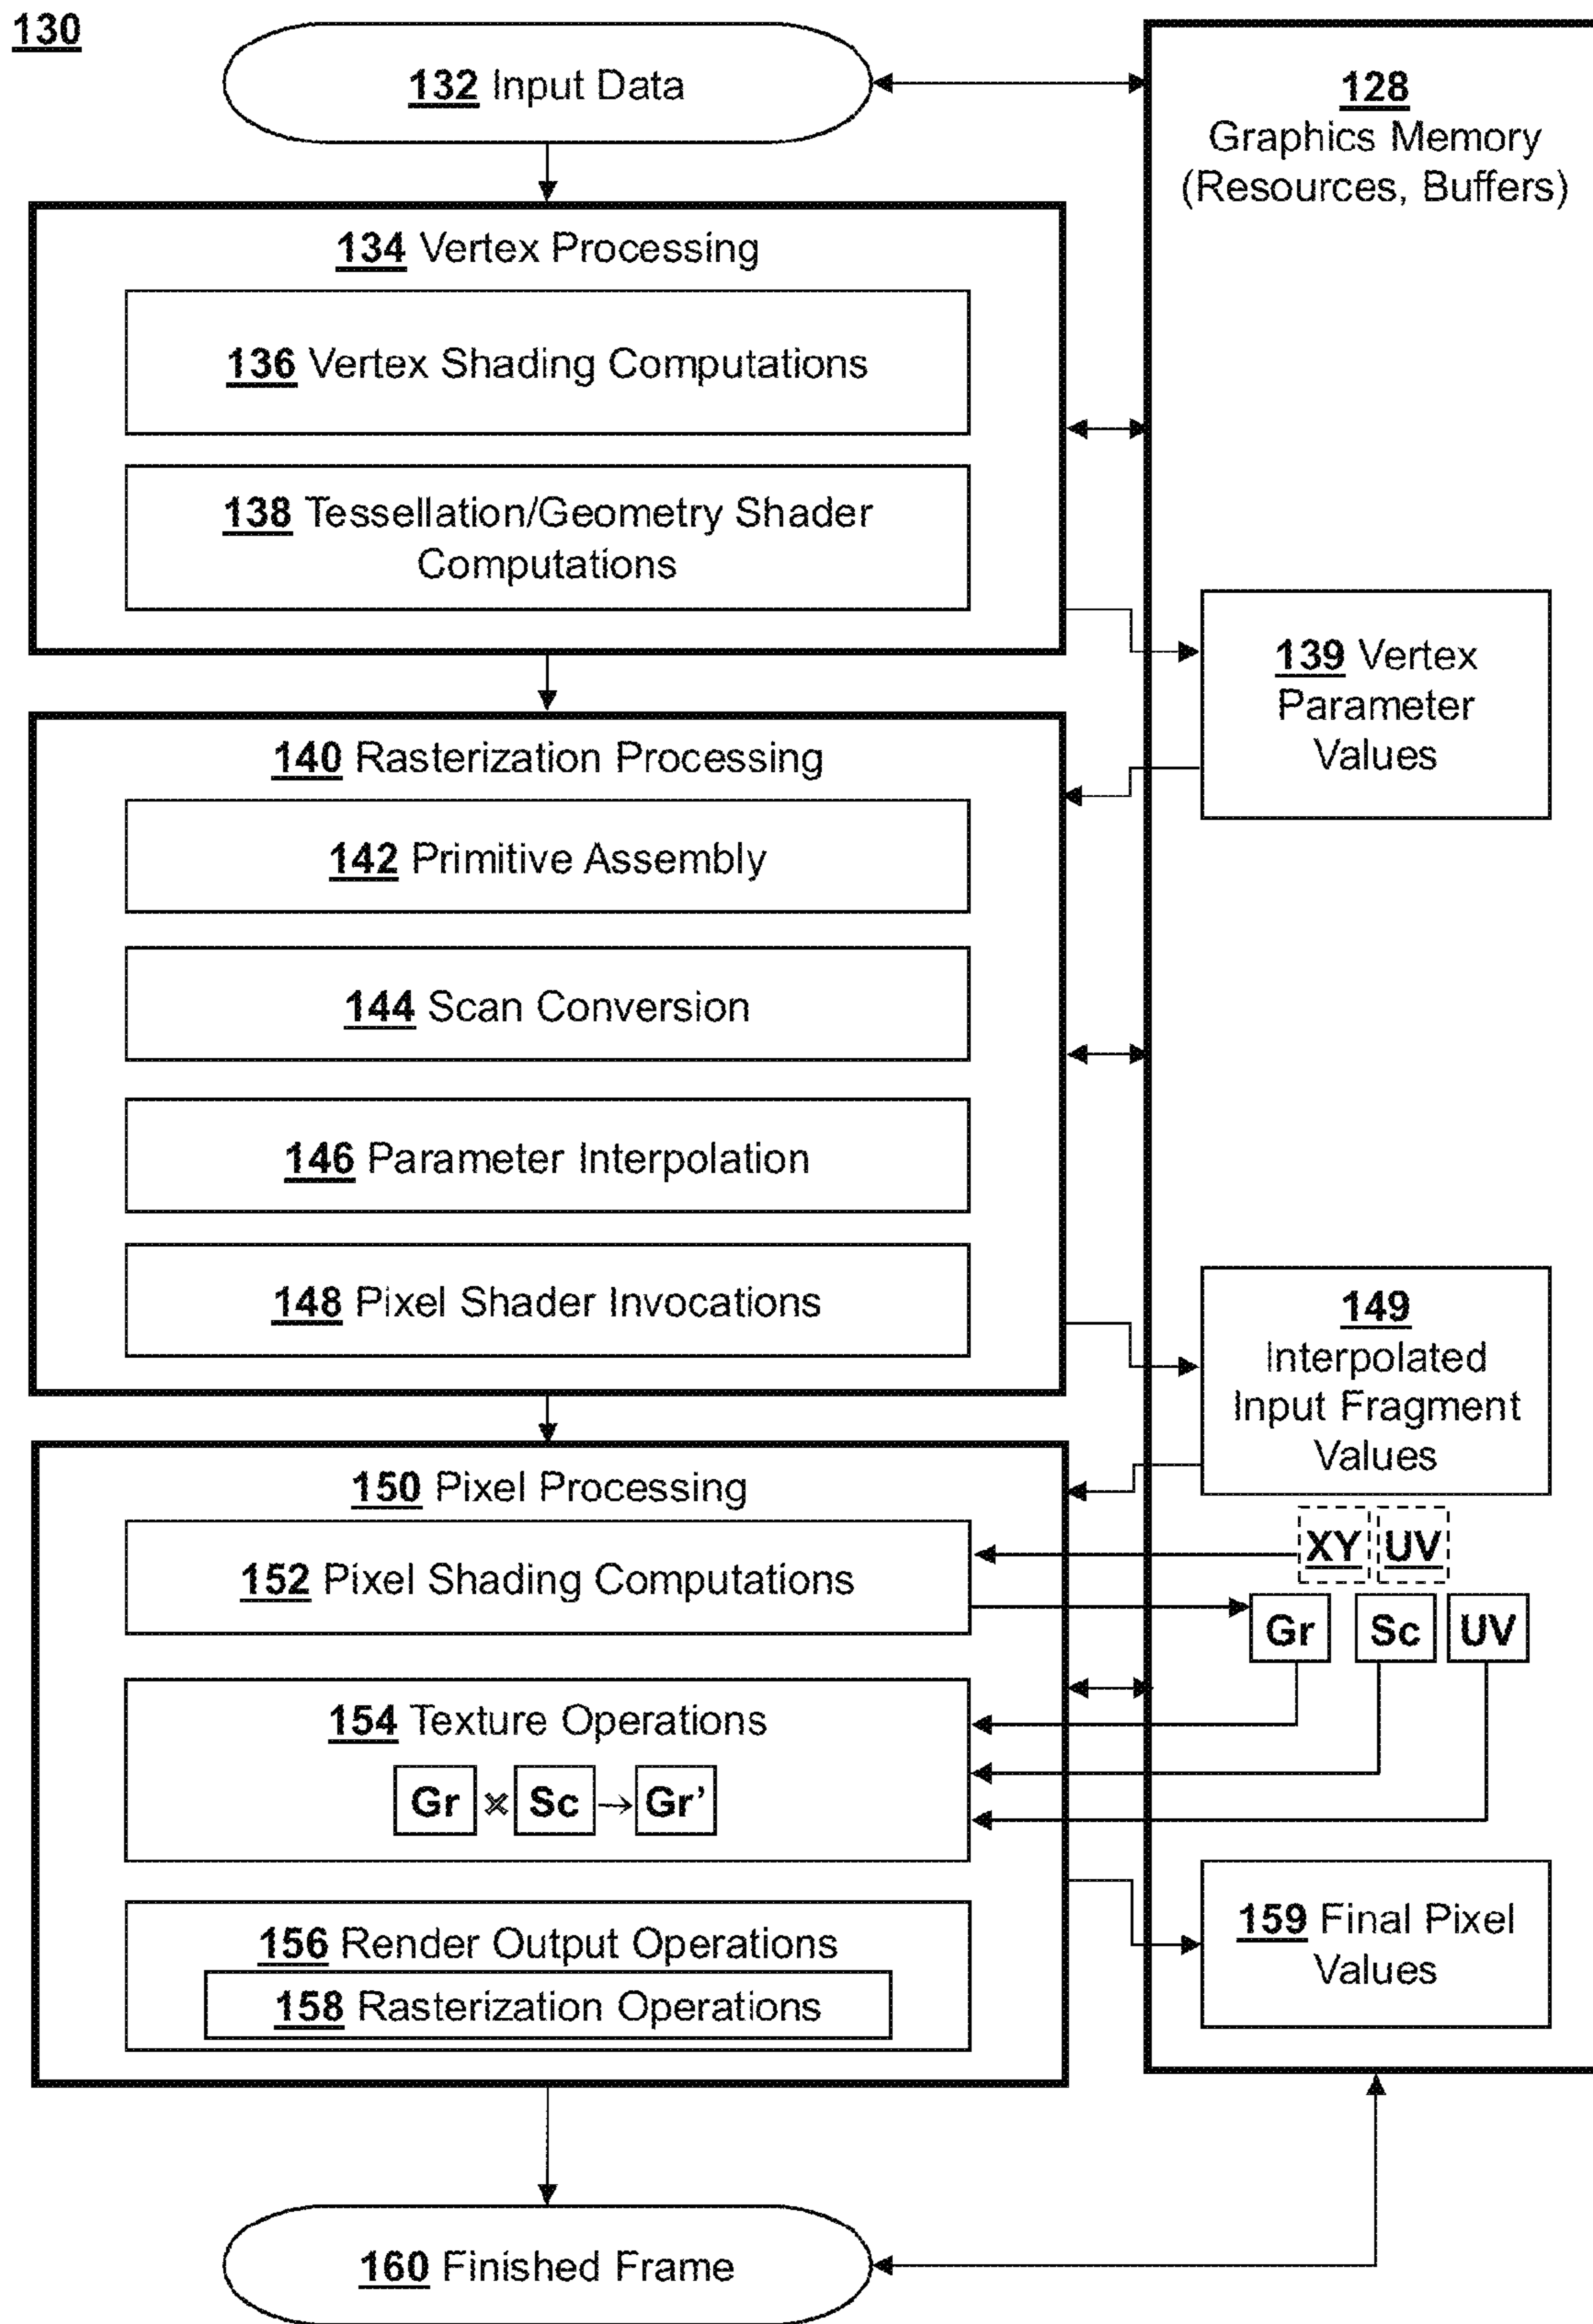 130
132 Input Data
128
Graphics Memory
(Resources, Buffers)
134 Vertex Processing
136 Vertex Shading Computations
138 Tessellation/Geometry Shader
Computations
139 Vertex
Parameter
Values
140 Rasterization Processing
142 Primitive Assembly
144 Scan Conversion
146 Parameter Interpolation
148 Pixel Shader Invocations
149
Interpolated
Input Fragment
Values
150 Pixel Processing
152 Pixel Shading Computations
XY UV
Gr Sc UV
154 Texture Operations
Gr × Sc → Gr’
156 Render Output Operations
158 Rasterization Operations
159 Final Pixel
Values
160 Finished Frame